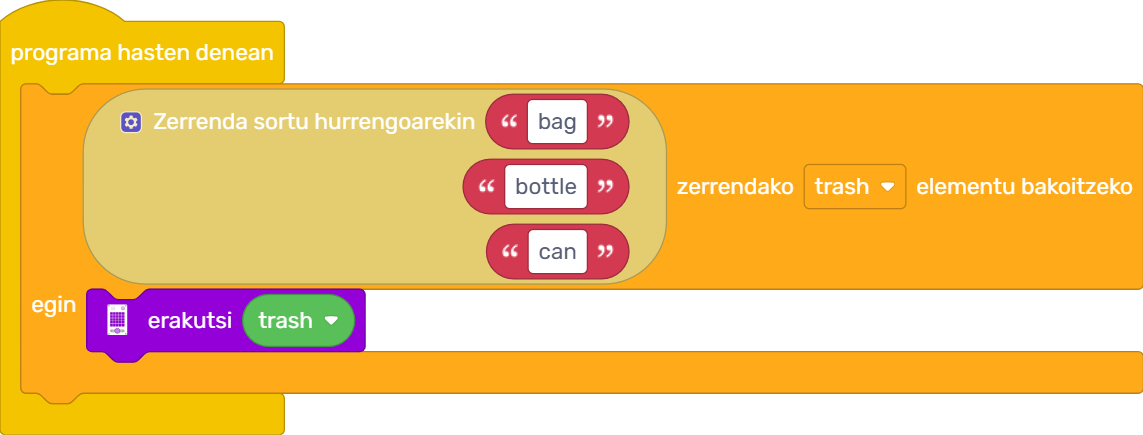 programa hasten denean
Zerrenda sortu hurrengoarekin “ bag ”
“ bottle ” zerrendako trash elementu bakoitzeko
“ can ”
egin erakutsi trash